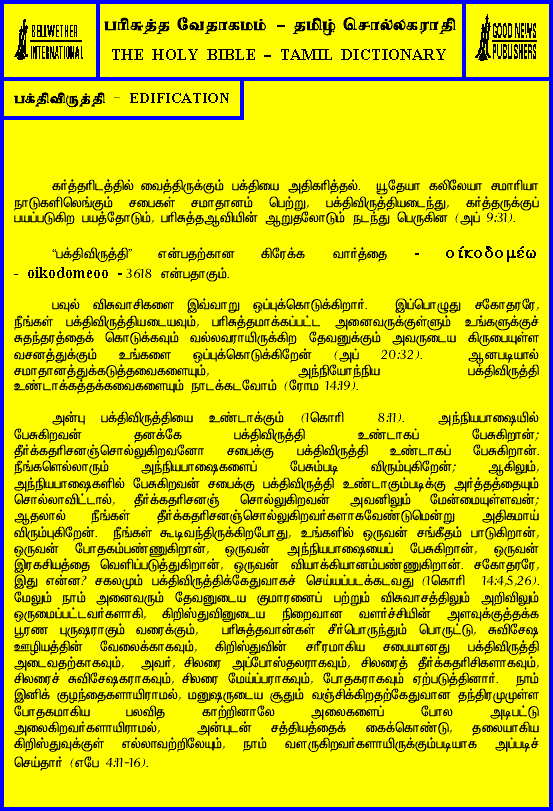 BELLWETHER
INTERNATIONAL
பரிசுத்த வேதாகமம் - தமிழ் சொல்லகராதி
THE HOLY BIBLE - TAMIL DICTIONARY
GOOD NEWS
PUBLISHERS
பக்திவிருத்தி - EDIFICATION
கர்த்தரிடத்தில் வைத்திருக்கும் பக்தியை அதிகரித்தல். யூதேயா கலிலேயா சமாரியா
நாடுகளிலெங்கும் சபைகள் சமாதானம் பெற்று, பக்திவிருத்தியடைந்து, கர்த்தருக்குப்
பயப்படுகிற பயத்தோடும், பரிசுத்தஆவியின் ஆறுதலோடும் நடந்து பெருகின (அப் 9:31).
"பக்திவிருத்தி" என்பதற்கான கிரேக்க வார்த்தை - οίκοδομέω
- oikodomeoo - 3618 என்பதாகும்.
பவுல் விசுவாசிகளை இவ்வாறு ஒப்புக்கொடுக்கிறார். இப்பொழுது சகோதரரே,
நீங்கள் பக்திவிருத்தியடையவும், பரிசுத்தமாக்கப்பட்ட அனைவருக்குள்ளும் உங்களுக்குச்
சுதந்தரத்தைக் கொடுக்கவும் வல்லவராயிருக்கிற தேவனுக்கும் அவருடைய கிருபையுள்ள
வசனத்துக்கும் உங்களை ஒப்புக்கொடுக்கிறேன் (அப் 20:32). ஆனபடியால்
சமாதானத்துக்கடுத்தவைகளையும், அந்நியோந்நிய பக்திவிருத்தி
உண்டாக்கத்தக்கவைகளையும் நாடக்கடவோம் (ரோம 14:19).
அன்பு பக்திவிருத்தியை உண்டாக்கும் (1கொரி 8:11). அந்நியபாஷையில்
பேசுகிறவன் தனக்கே பக்திவிருத்தி உண்டாகப் பேசுகிறான்;
தீர்க்கதரிசனஞ்சொல்லுகிறவனோ சபைக்கு பக்திவிருத்தி உண்டாகப் பேசுகிறான்.
நீங்களெல்லாரும் அந்நியபாஷைகளைப் பேசும்படி விரும்புகிறேன்; ஆகிலும்,
அந்நியபாஷைகளில் பேசுகிறவன் சபைக்கு பக்திவிருத்தி உண்டாகும்படிக்கு அர்த்தத்தையும்
சொல்லாவிட்டால், தீர்க்கதரிசனஞ் சொல்லுகிறவன் அவனிலும் மேன்மையுள்ளவன்;
ஆதலால் நீங்கள் தீர்க்கதரிசனஞ்சொல்லுகிறவர்களாகவேண்டுமென்று அதிகமாய்
விரும்புகிறேன். நீங்கள் கூடிவந்திருக்கிறபோது, உங்களில் ஒருவன் சங்கீதம் பாடுகிறான்,
ஒருவன் போதகம்பண்ணுகிறான், ஒருவன் அந்நியபாஷையைப் பேசுகிறான், ஒருவன்
இரகசியத்தை வெளிப்படுத்துகிறான், ஒருவன் வியாக்கியானம்பண்ணுகிறான். சகோதரரே,
இது என்ன? சகலமும் பக்திவிருத்திக்கேதுவாகச் செய்யப்படக்கடவது (1கொரி 14:4,5,26).
மேலும் நாம் அனைவரும் தேவனுடைய குமாரனைப் பற்றும் விசுவாசத்திலும் அறிவிலும்
ஒருமைப்பட்டவர்களாகி, கிறிஸ்துவினுடைய நிறைவான வளர்ச்சியின் அளவுக்குத்தக்க
பூரண புருஷராகும் வரைக்கும், பரிசுத்தவான்கள் சீர்பொருந்தும் பொருட்டு, சுவிசேஷ
ஊழியத்தின் வேலைக்காகவும், கிறிஸ்துவின் சரீரமாகிய சபையானது பக்திவிருத்தி
அடைவதற்காகவும், அவர், சிலரை அப்போஸ்தலராகவும், சிலரைத் தீர்க்கதரிசிகளாகவும்,
சிலரைச் சுவிசேஷகராகவும், சிலரை மேய்ப்பராகவும், போதகராகவும் ஏற்படுத்தினார். நாம்
இனிக் குழந்தைகளாயிராமல், மனுஷருடைய சூதும் வஞ்சிக்கிறதற்கேதுவான தந்திரமுமுள்ள
போதகமாகிய பலவித காற்றினாலே அலைகளைப் போல அடிபட்டு
அலைகிறவர்களாயிராமல், அன்புடன் சத்தியத்தைக் கைக்கொண்டு, தலையாகிய
கிறிஸ்துவுக்குள் எல்லாவற்றிலேயும், நாம் வளருகிறவர்களாயிருக்கும்படியாக அப்படிச்
செய்தார் (எபே 4:11-16).